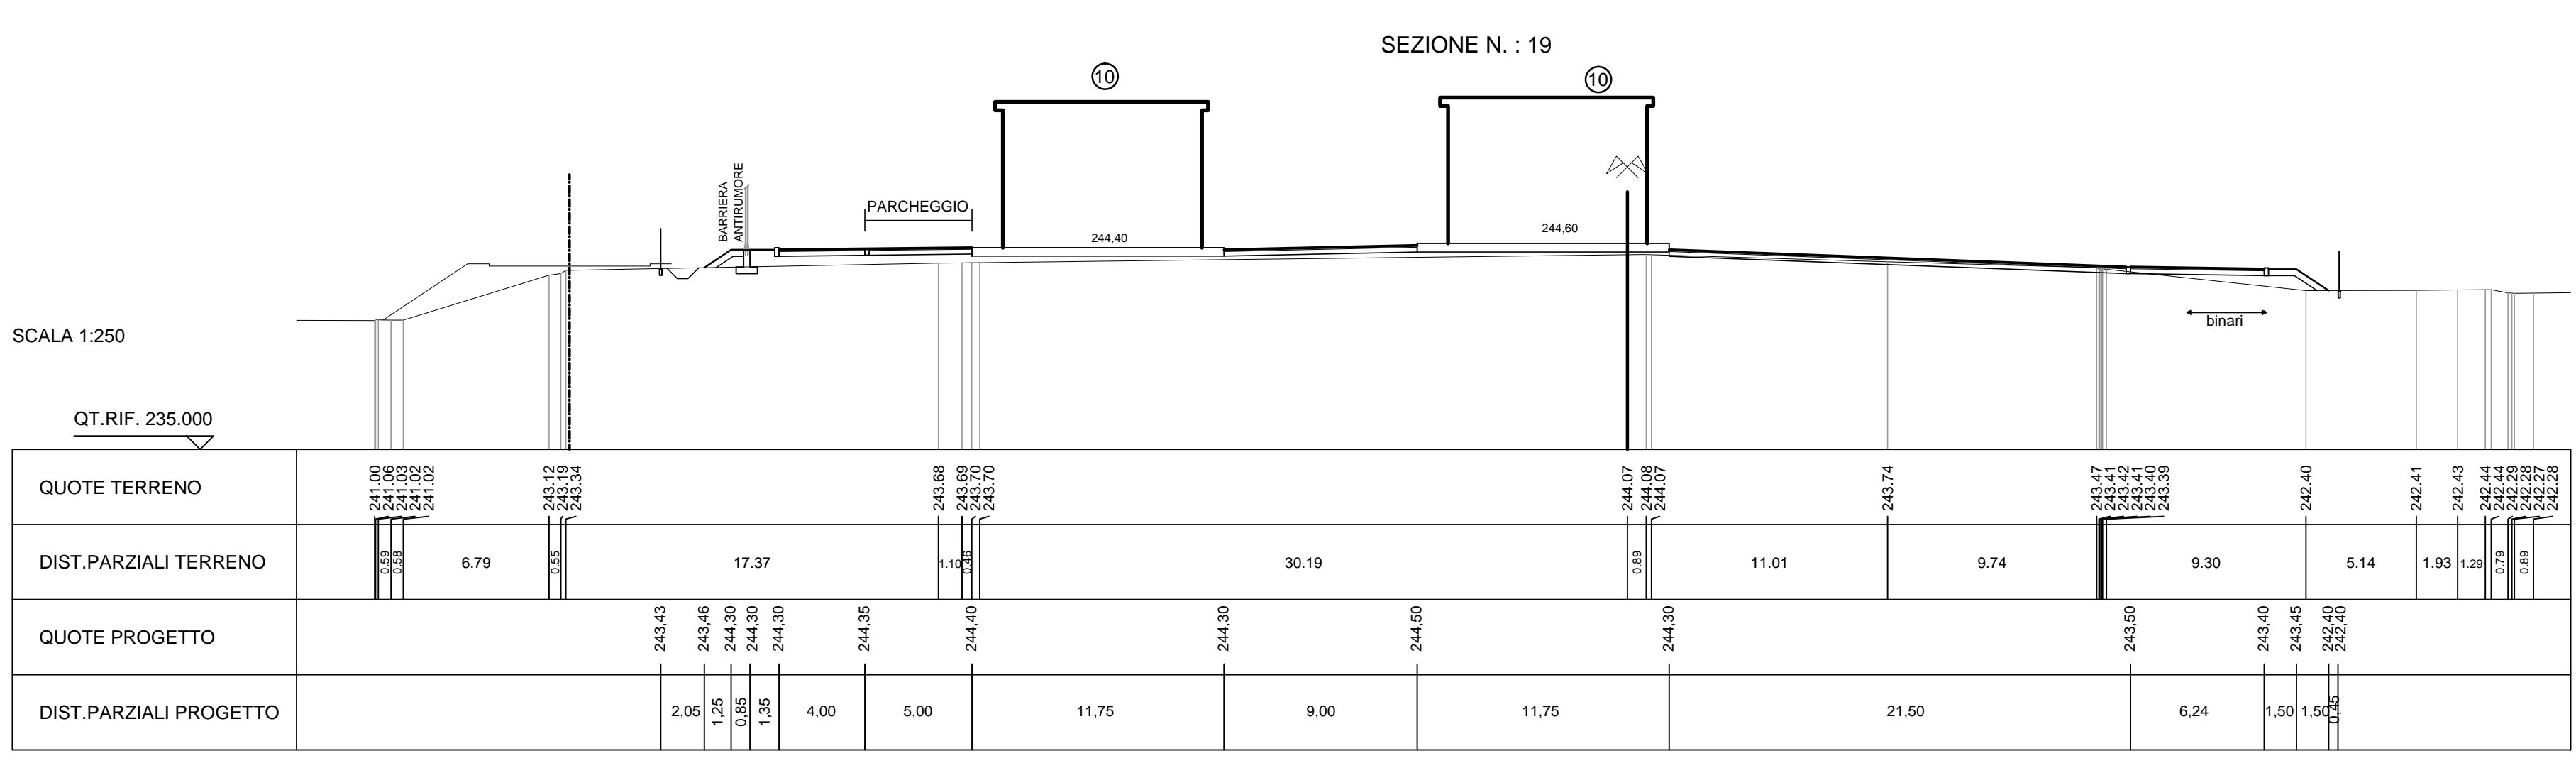 SEZIONE N. : 19
10
10
BARRIERA
ANTIRUMORE
PARCHEGGIO
244,40
244,60
SCALA 1:250
binari
QT.RIF. 235.000
QUOTE TERRENO 241.00 241.06 241.03 241.02 241.02 243.12 243.19 243.34 243.68 243.69 243.70 243.70 244.07 244.08 244.07 243.74 243.47 243.41 243.42 243.41 243.40 243.39 242.40 242.41 242.43 242.44 242.44 242.29 242.28 242.27 242.28
DIST.PARZIALI TERRENO 0.59 0.58 6.79 0.55 17.37 1.10 0.46 30.19 0.89 11.01 9.74 9.30 5.14 1.93 1.29 0.79 0.89
QUOTE PROGETTO 243,43 243,46 244,30 244,30 244,30 244,35 244,40 244,30 244,50 244,30 243,50 243,40 243,45 242,40 242,40
DIST.PARZIALI PROGETTO 2,05 1,25 0,85 1,35 4,00 5,00 11,75 9,00 11,75 21,50 6,24 1,50 1,50 0,45